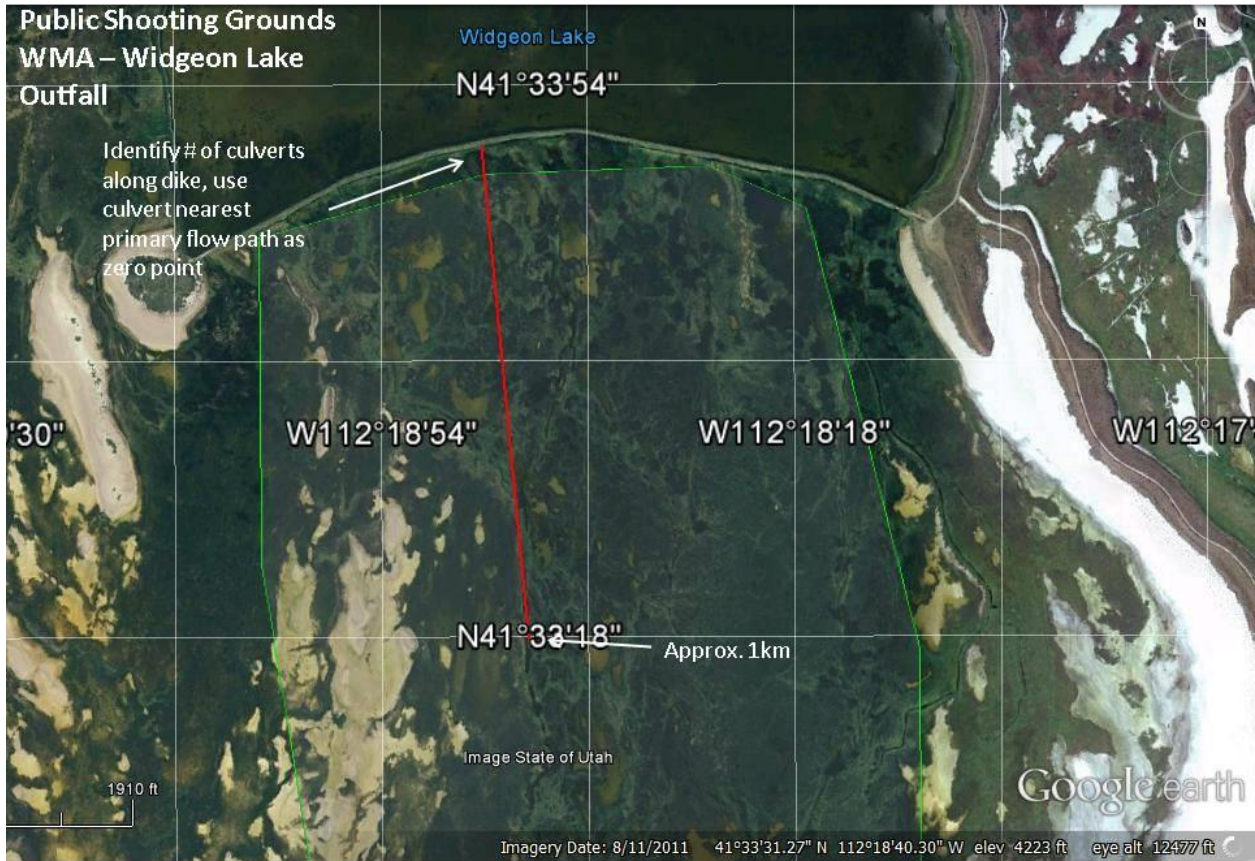 Public Shooting Grounds
WMA – Widgeon Lake
Outfall
Widgeon Lake
N
N41°33'54"
Identify # of culverts
along dike, use
culvert nearest
primary flow path as
zero point
'30"
W112°18'54"
W112°18'18"
W112°17'
N41°33'18"
Approx. 1km
Image State of Utah
1910 ft
Google earth
Imagery Date: 8/11/2011 41°33'31.27" N 112°18'40.30" W elev 4223 ft eye alt 12477 ft